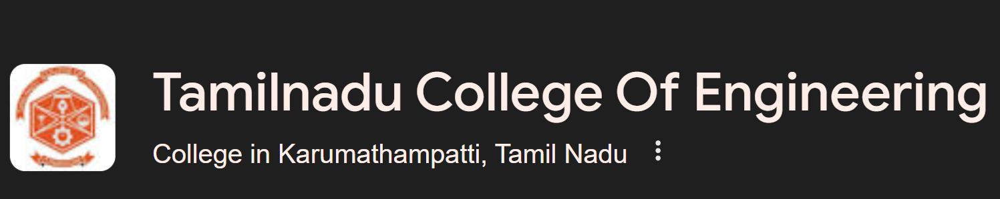 Tamilnadu College Of Engineering
College in Karumathampatti, Tamil Nadu